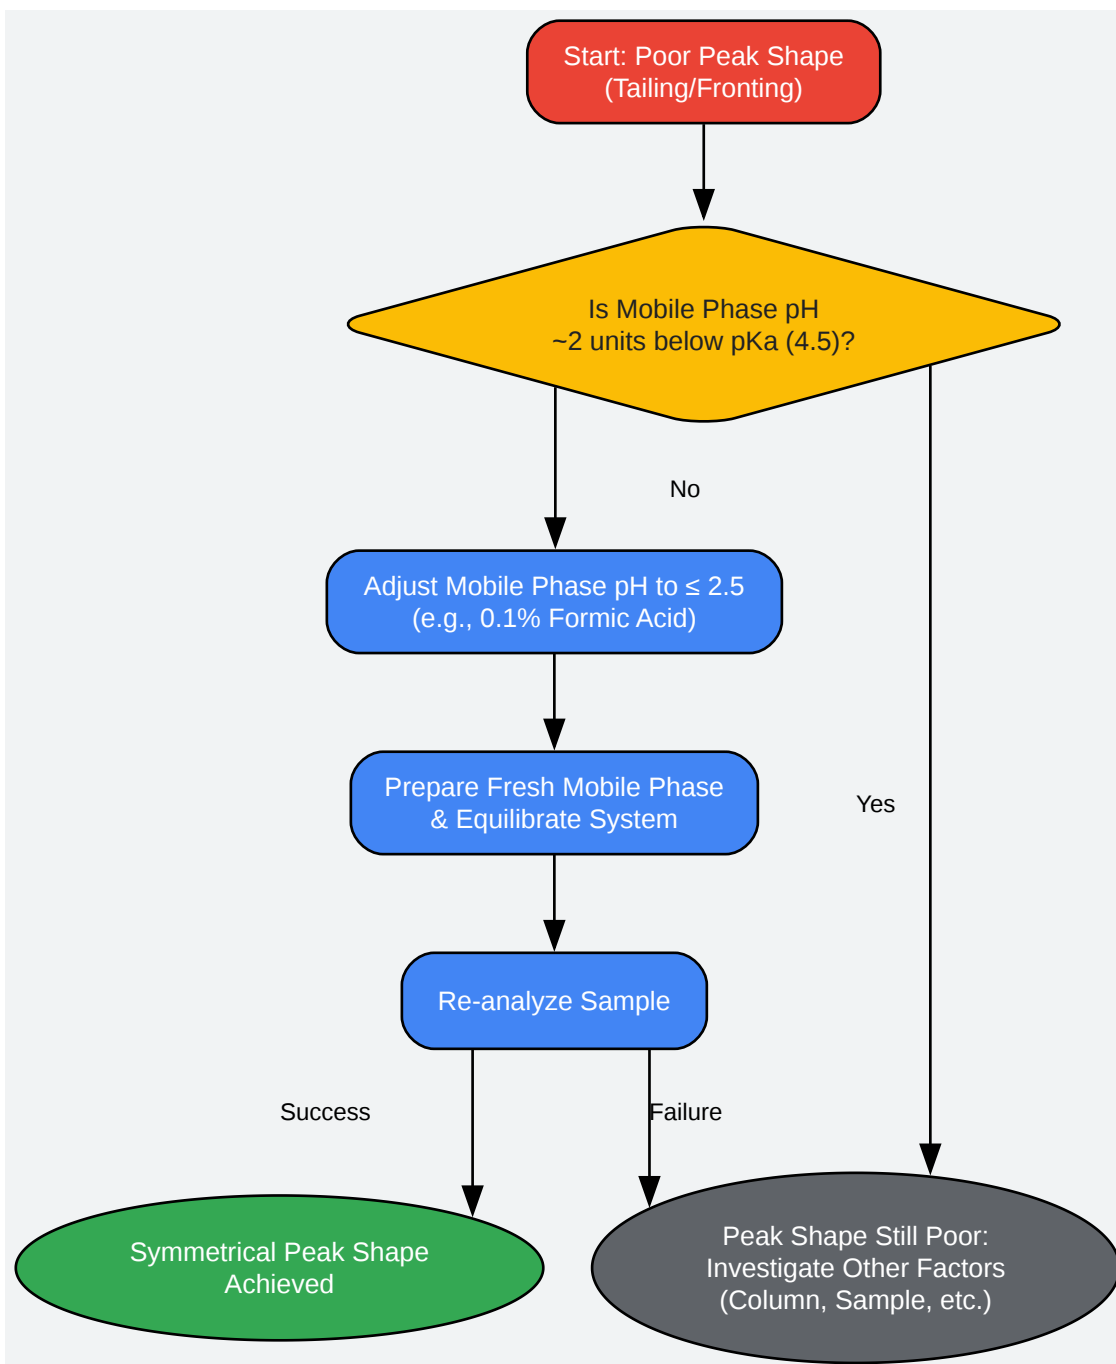 Start: Poor Peak Shape
(Tailing/Fronting)
Is Mobile Phase pH
~2 units below pKa (4.5)?
No
Adjust Mobile Phase pH to ≤ 2.5
(e.g., 0.1% Formic Acid)
Prepare Fresh Mobile Phase
& Equilibrate System
Yes
Re-analyze Sample
Success
Failure
Symmetrical Peak Shape
Achieved
Peak Shape Still Poor:
Investigate Other Factors
(Column, Sample, etc.)